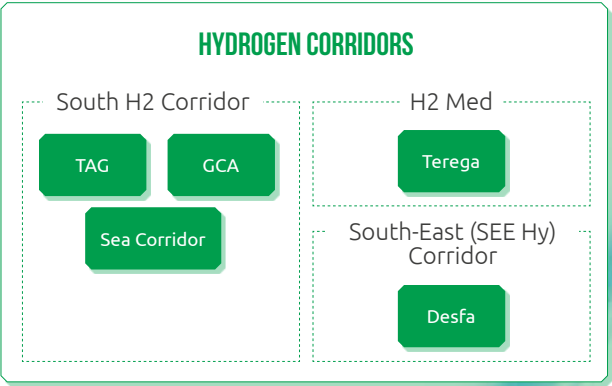 HYDROGEN CORRIDORS
South H2 Corridor
TAG
GCA
Sea Corridor
H2 Med
Terega
South-East (SEE Hy)
Corridor
Desfa